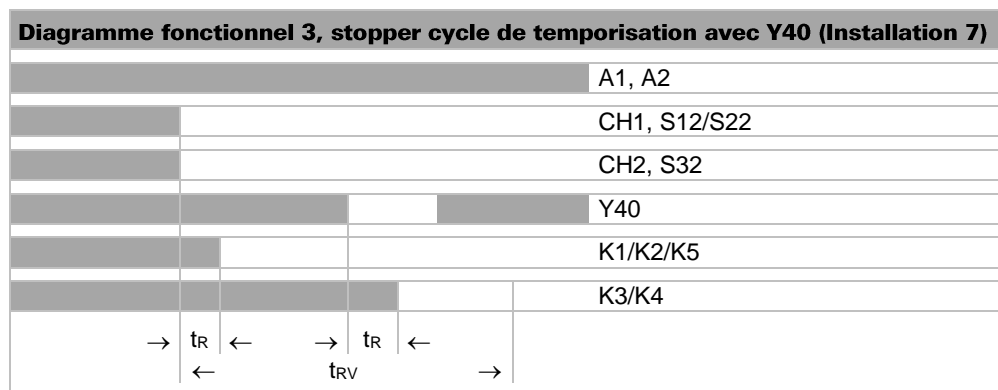 Diagramme fonctionnel 3, stopper cycle de temporisation avec Y40 (Installation 7)
A1, A2
CH1, S12/S22
CH2, S32
Y40
K1/K2/K5
K3/K4
→ tR ← → tR ←
← tRV →